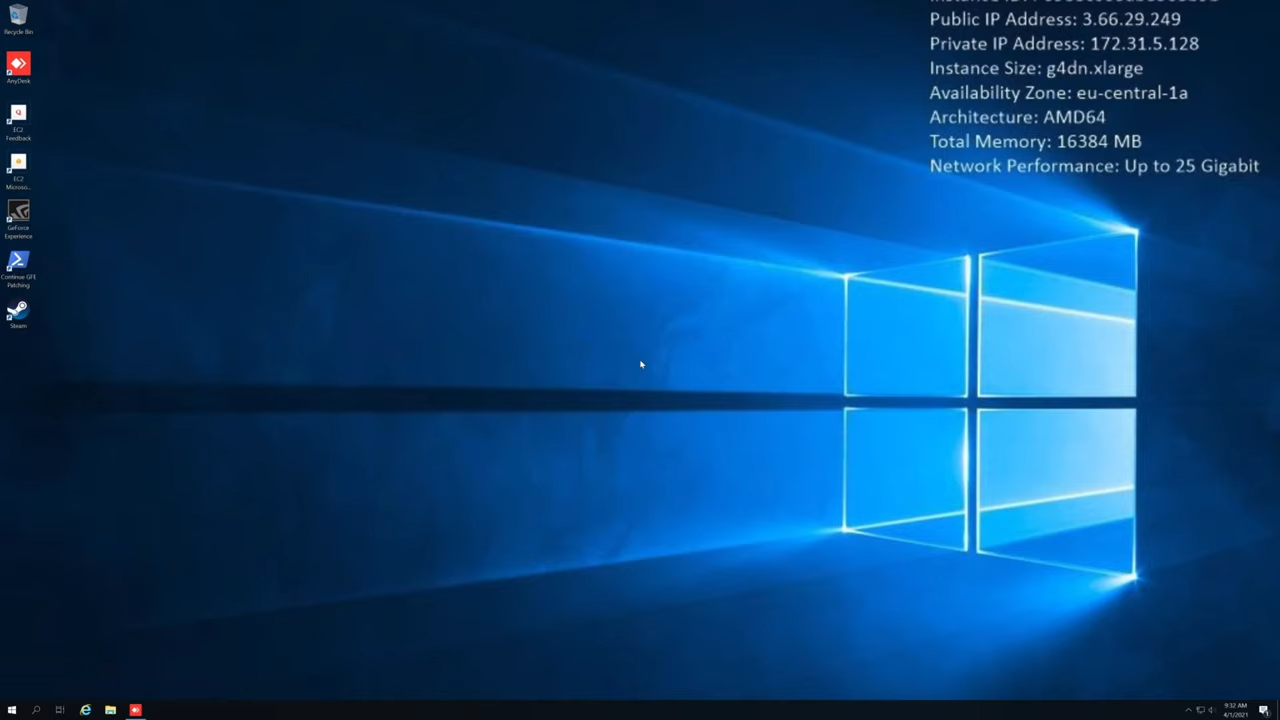 Public IP Address: 3.66.29.249
Private IP Address: 172.31.5.128
Instance Size: g4dn.xlarge
Availability Zone: eu-central-1a
Architecture: AMD64
Total Memory: 16384 MB
Network Performance: Up to 25 Gigabit
Recycle Bin
AnyDesk
EC2
Feedback
EC2
Microso...
GeForce
Experience
Continue GFE
Patching
Steam
9:32 AM
4/1/2021